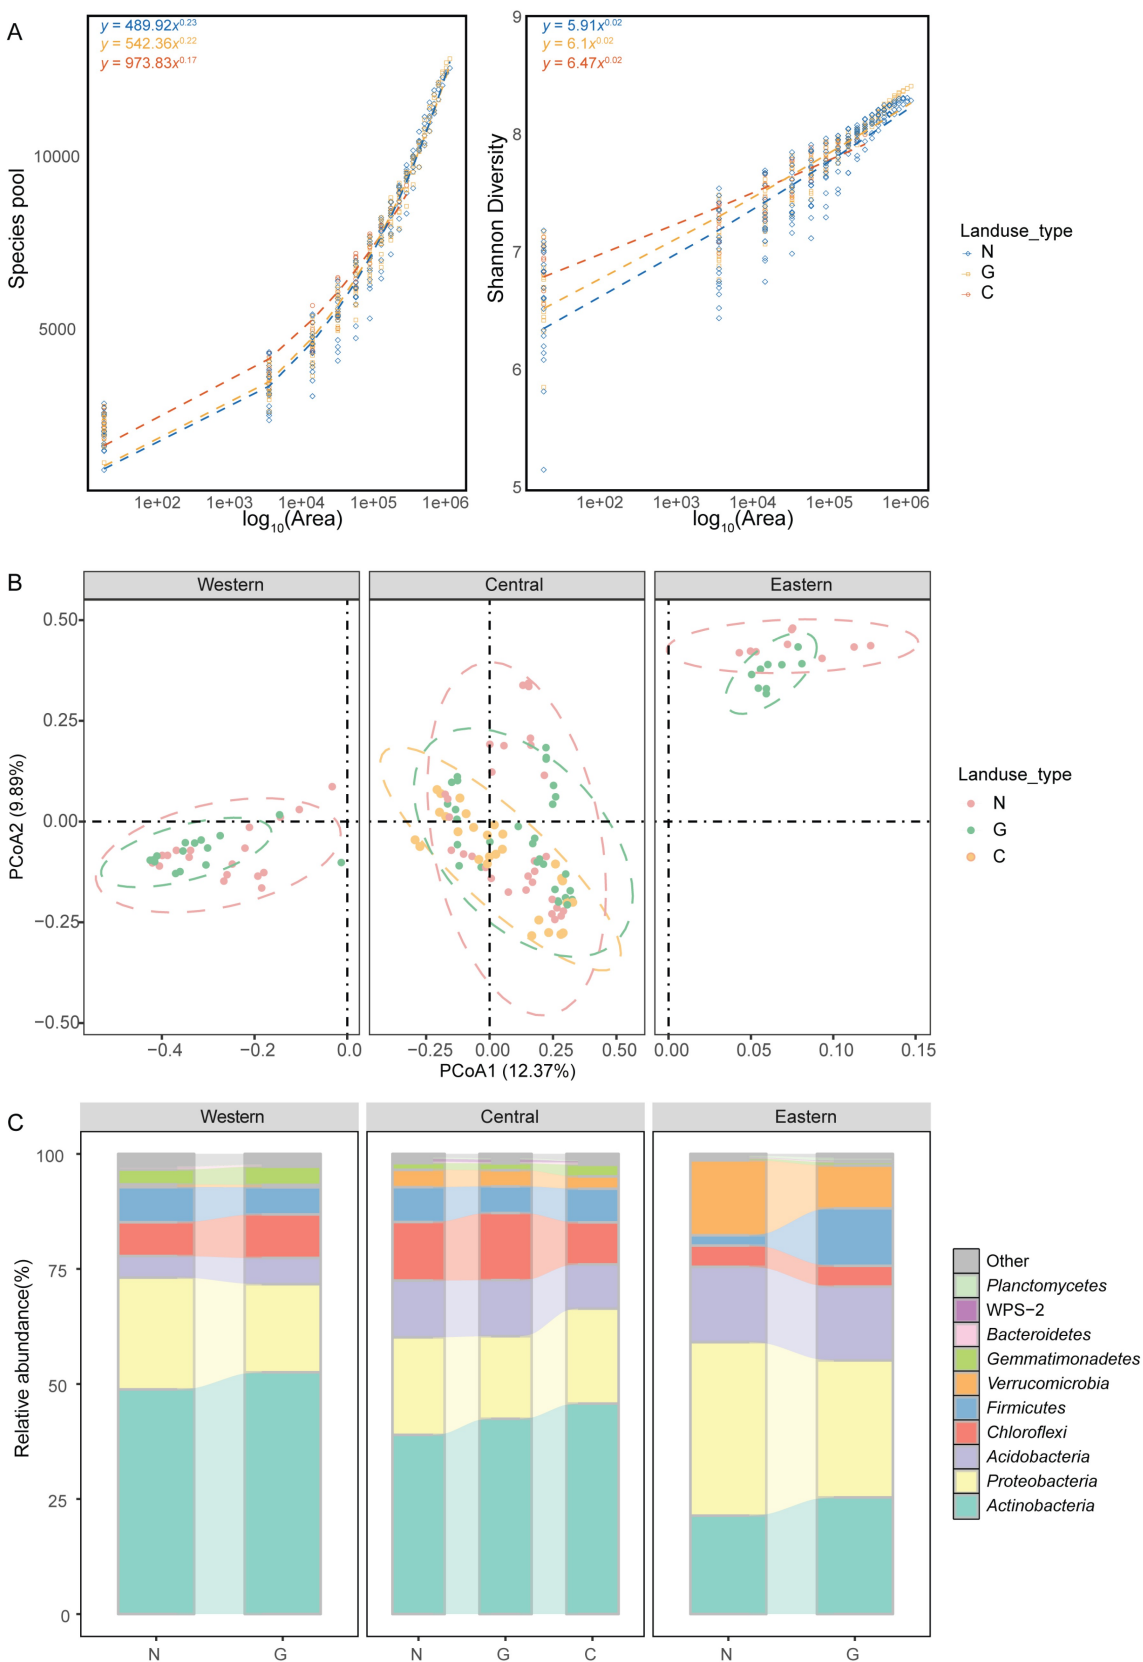 A
y = 489.92x^0.23
y = 542.36x^0.22
y = 973.83x^0.17
Species pool
10000
5000
1e+02 1e+03 1e+04 1e+05 1e+06
log10(Area)
y = 5.91x^0.02
y = 6.1x^0.02
y = 6.47x^0.02
Shannon Diversity
9
8
7
6
5
1e+02 1e+03 1e+04 1e+05 1e+06
log10(Area)
Landuse_type
N
G
C
B
Western Central Eastern
PCoA2 (9.89%)
0.50
0.25
0.00
−0.25
−0.50
−0.4 −0.2 0.0
−0.25 0.00 0.25 0.50
0.00 0.05 0.10 0.15
PCoA1 (12.37%)
Landuse_type
N
G
C
C
Western Central Eastern
Relative abundance(%)
100
75
50
25
0
N G
N G C
N G
Other
Planctomycetes
WPS−2
Bacteroidetes
Gemmatimonadetes
Verrucomicrobia
Firmicutes
Chloroflexi
Acidobacteria
Proteobacteria
Actinobacteria